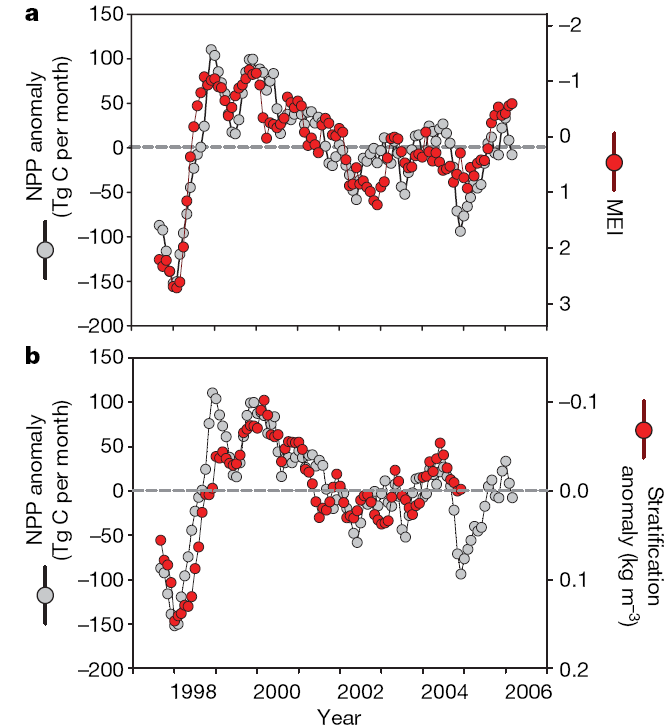 a
150
100
50
0
−50
−100
−150
−200
NPP anomaly
(Tg C per month)
−2
−1
0
1
2
3
MEI
b
150
100
50
0
−50
−100
−150
−200
NPP anomaly
(Tg C per month)
−0.1
0.0
0.1
0.2
Stratification
anomaly (kg m−3)
1998 2000 2002 2004 2006
Year